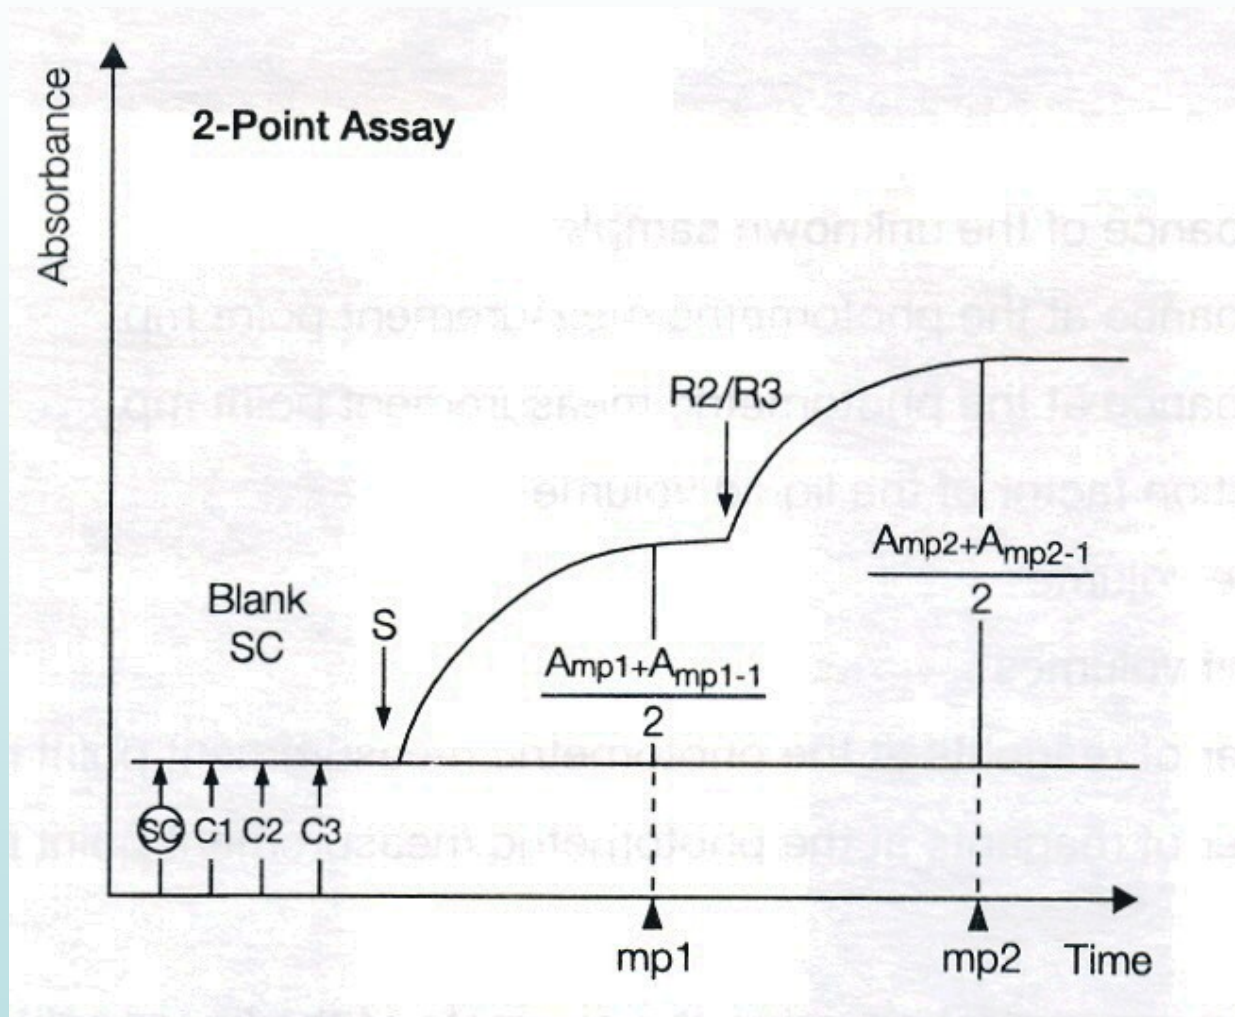 Absorbance
2-Point Assay
R2/R3
Amp2+Amp2-1
2
Blank
SC
S
Amp1+Amp1-1
2
SC C1 C2 C3
mp1 mp2 Time